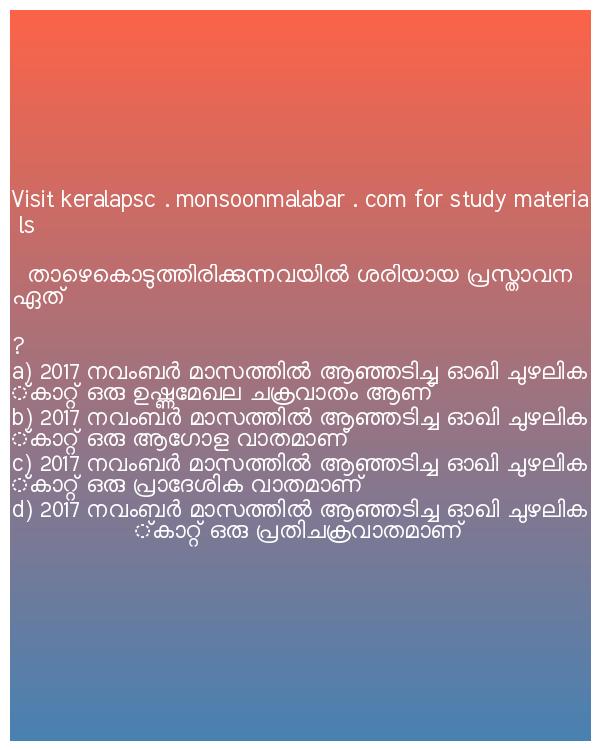 Visit keralapsc . monsoonmalabar . com for study materia
ls
താഴെകൊടുത്തിരിക്കുന്നവയിൽ ശരിയായ പ്രസ്താവന
ഏത്
?
a) 2017 നവംബർ മാസത്തിൽ ആഞ്ഞടിച്ച ഓഖി ചുഴലിക
്കാറ്റ് ഒരു ഉഷ്ണമേഖല ചക്രവാതം ആണ്
b) 2017 നവംബർ മാസത്തിൽ ആഞ്ഞടിച്ച ഓഖി ചുഴലിക
്കാറ്റ് ഒരു ആഗോള വാതമാണ്
c) 2017 നവംബർ മാസത്തിൽ ആഞ്ഞടിച്ച ഓഖി ചുഴലിക
്കാറ്റ് ഒരു പ്രാദേശിക വാതമാണ്
d) 2017 നവംബർ മാസത്തിൽ ആഞ്ഞടിച്ച ഓഖി ചുഴലിക
്കാറ്റ് ഒരു പ്രതിചക്രവാതമാണ്